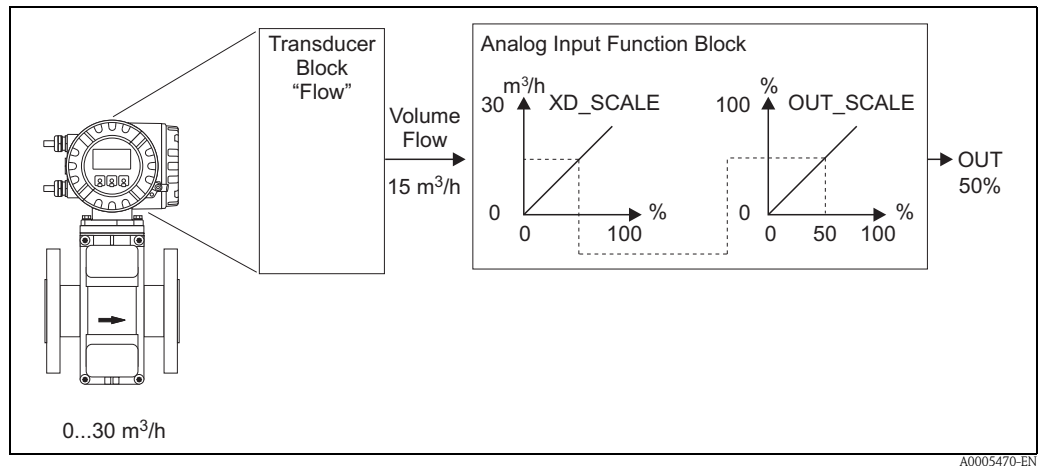 Transducer
Block
“Flow”
Volume
Flow
15 m³/h
Analog Input Function Block
m³/h
30
XD_SCALE
0
%
0
100
%
100
OUT_SCALE
0
%
0
50
100
OUT
50%
0...30 m³/h
A0005470-EN